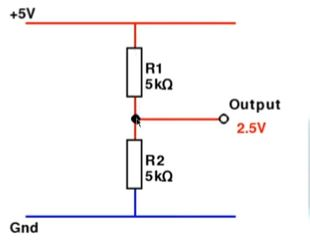 +5V
R1
5kΩ
Output
2.5V
R2
5kΩ
Gnd